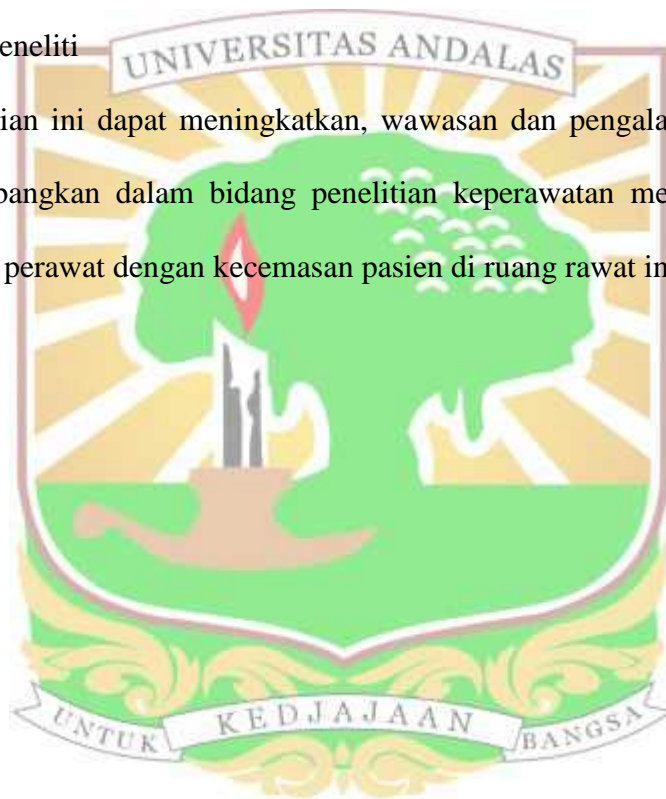 eneliti
UNIVERSITAS ANDALAS
ian ini dapat meningkatkan, wawasan dan pengala
bangkan dalam bidang penelitian keperawatan me
perawat dengan kecemasan pasien di ruang rawat in
UNTUK KEDJAJAAN BANGSA